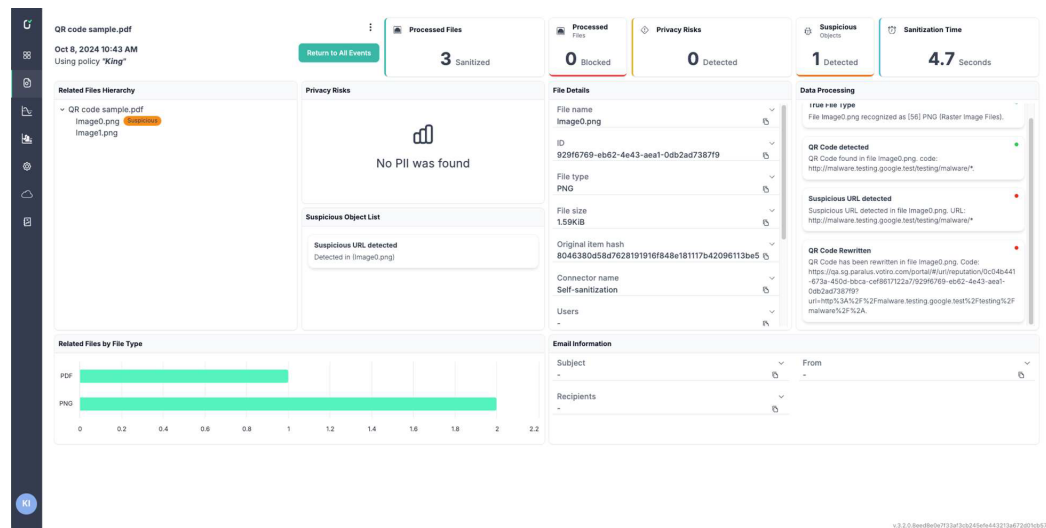 QR code sample.pdf
Oct 8, 2024 10:43 AM
Using policy "King"
Return to All Events
Processed Files
3 Sanitized
Processed
Files
0 Blocked
Privacy Risks
0 Detected
Suspicious
Objects
1 Detected
Sanitization Time
4.7 Seconds
Related Files Hierarchy
QR code sample.pdf
Image0.png Suspicious
Image1.png
Privacy Risks
No PII was found
Suspicious Object List
Suspicious URL detected
Detected in (Image0.png)
File Details
File name
Image0.png
ID
929f6769-eb62-4e43-aea1-0db2ad7387f9
File type
PNG
File size
1.59KiB
Original item hash
8046380d58d7628191916f848e181117b42096113be5
Connector name
Self-sanitization
Users
-
Data Processing
True File Type
File Image0.png recognized as [56] PNG (Raster Image Files).
QR Code detected
QR Code found in file Image0.png. code:
http://malware.testing.google.test/testing/malware/*.
Suspicious URL detected
Suspicious URL detected in file Image0.png. URL:
http://malware.testing.google.test/testing/malware/*
QR Code Rewritten
QR Code has been rewritten in file Image0.png. Code:
https://qa.sg.paralus.votiro.com/portal/#/url/reputation/0c04b441
-673a-450d-bbca-cef8617122a7/929f6769-eb62-4e43-aea1-
0db2ad7387f9?
url=http%3A%2F%2Fmalware.testing.google.test%2Ftesting%2F
malware%2F%2A.
Related Files by File Type
PDF
PNG
0 0.2 0.4 0.6 0.8 1 1.2 1.4 1.6 1.8 2 2.2
Email Information
Subject
-
From
-
Recipients
-
KI